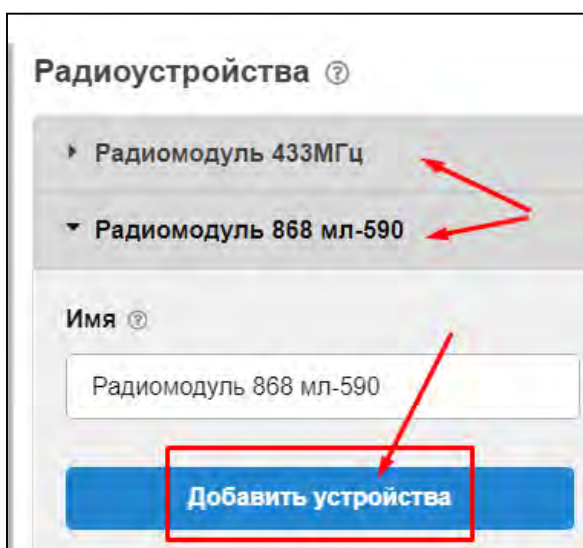 Радиоустройства ?
Радиомодуль 433МГц
Радиомодуль 868 мл-590
Имя ?
Радиомодуль 868 мл-590
Добавить устройства